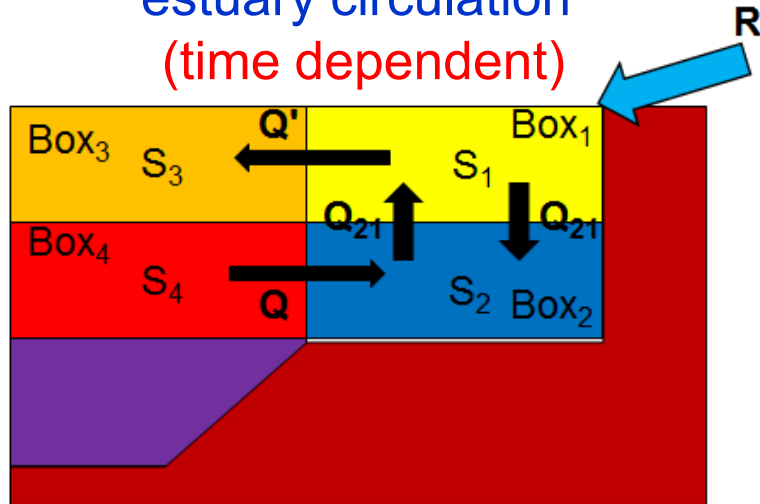 estuary circulation
(time dependent)
R
Box₃ S₃
Q'
Box₁
S₁
Q₂₁
Q₂₁
Box₄
S₄
Q
S₂ Box₂